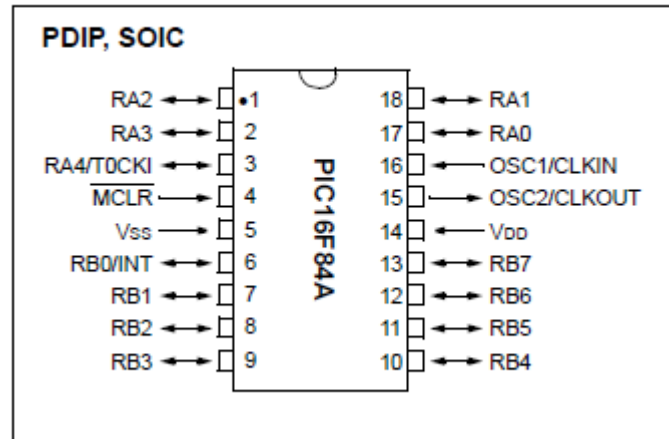 PDIP, SOIC
RA2 •1 18 RA1
RA3 2 17 RA0
RA4/T0CKI 3 16 OSC1/CLKIN
MCLR 4 15 OSC2/CLKOUT
VSS 5 14 VDD
RB0/INT 6 13 RB7
RB1 7 12 RB6
RB2 8 11 RB5
RB3 9 10 RB4
PIC16F84A